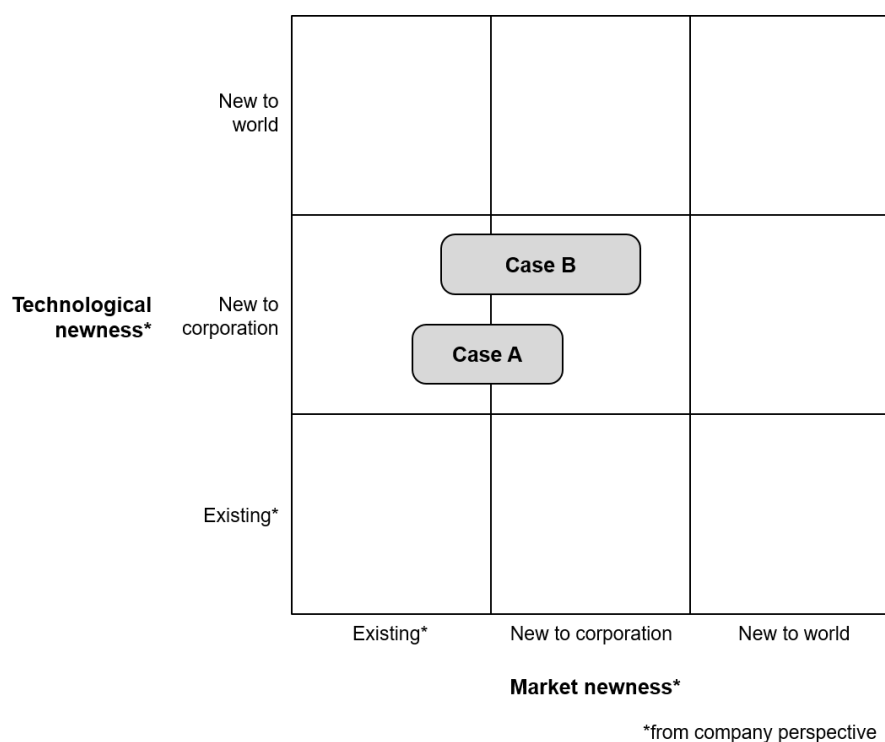 New to
world
Case B
Technological
newness*
New to
corporation
Case A
Existing*
Existing*
New to corporation
New to world
Market newness*
*from company perspective